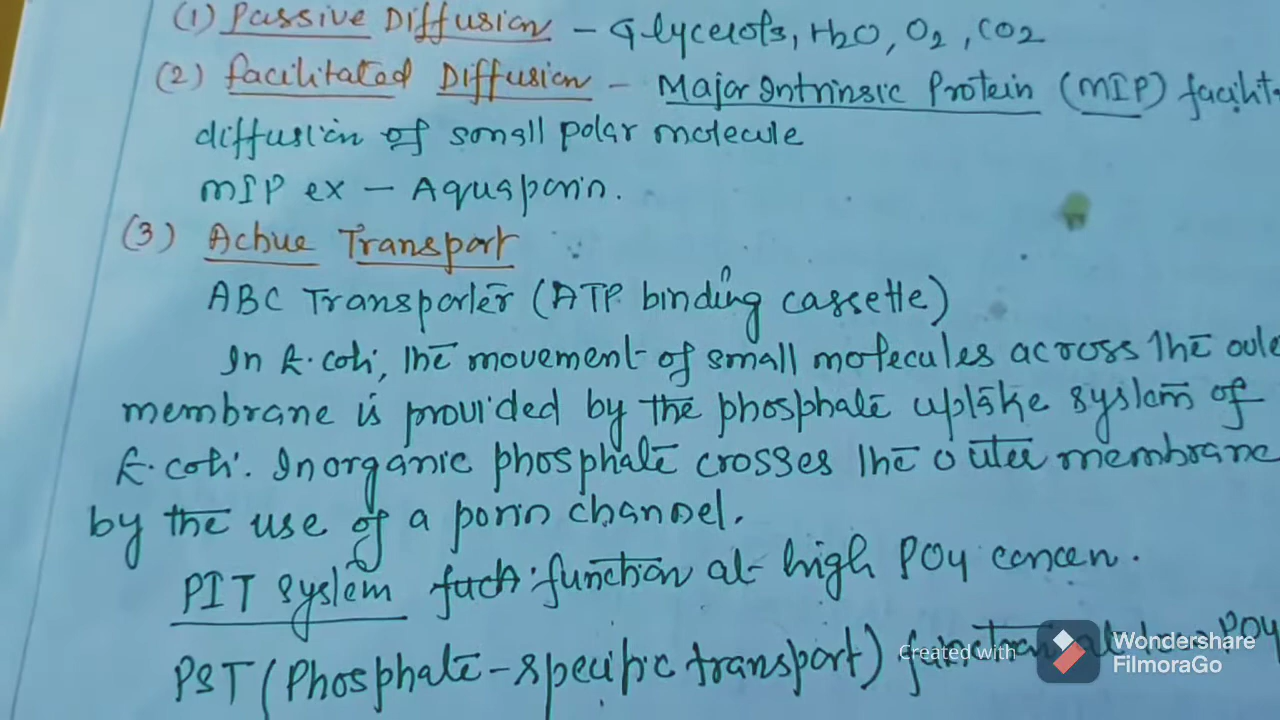 (1) Passive Diffusion – Glycerols, H2O, O2, CO2
(2) facilitated Diffusion – Major Intrinsic Protein (MIP) facilit
diffusion of small polar molecule
MIP ex – Aquaporin.
(3) Active Transport
ABC Transporter (ATP binding cassette)
In E. coli, the movement of small molecules across the oute
membrane is provided by the phosphate uptake system of
E. coli. Inorganic phosphate crosses the outer membrane
by the use of a porin channel.
PIT system function at high PO4 concen.
PST (Phosphate-specific transport) function at low PO4
Created with Wondershare FilmoraGo